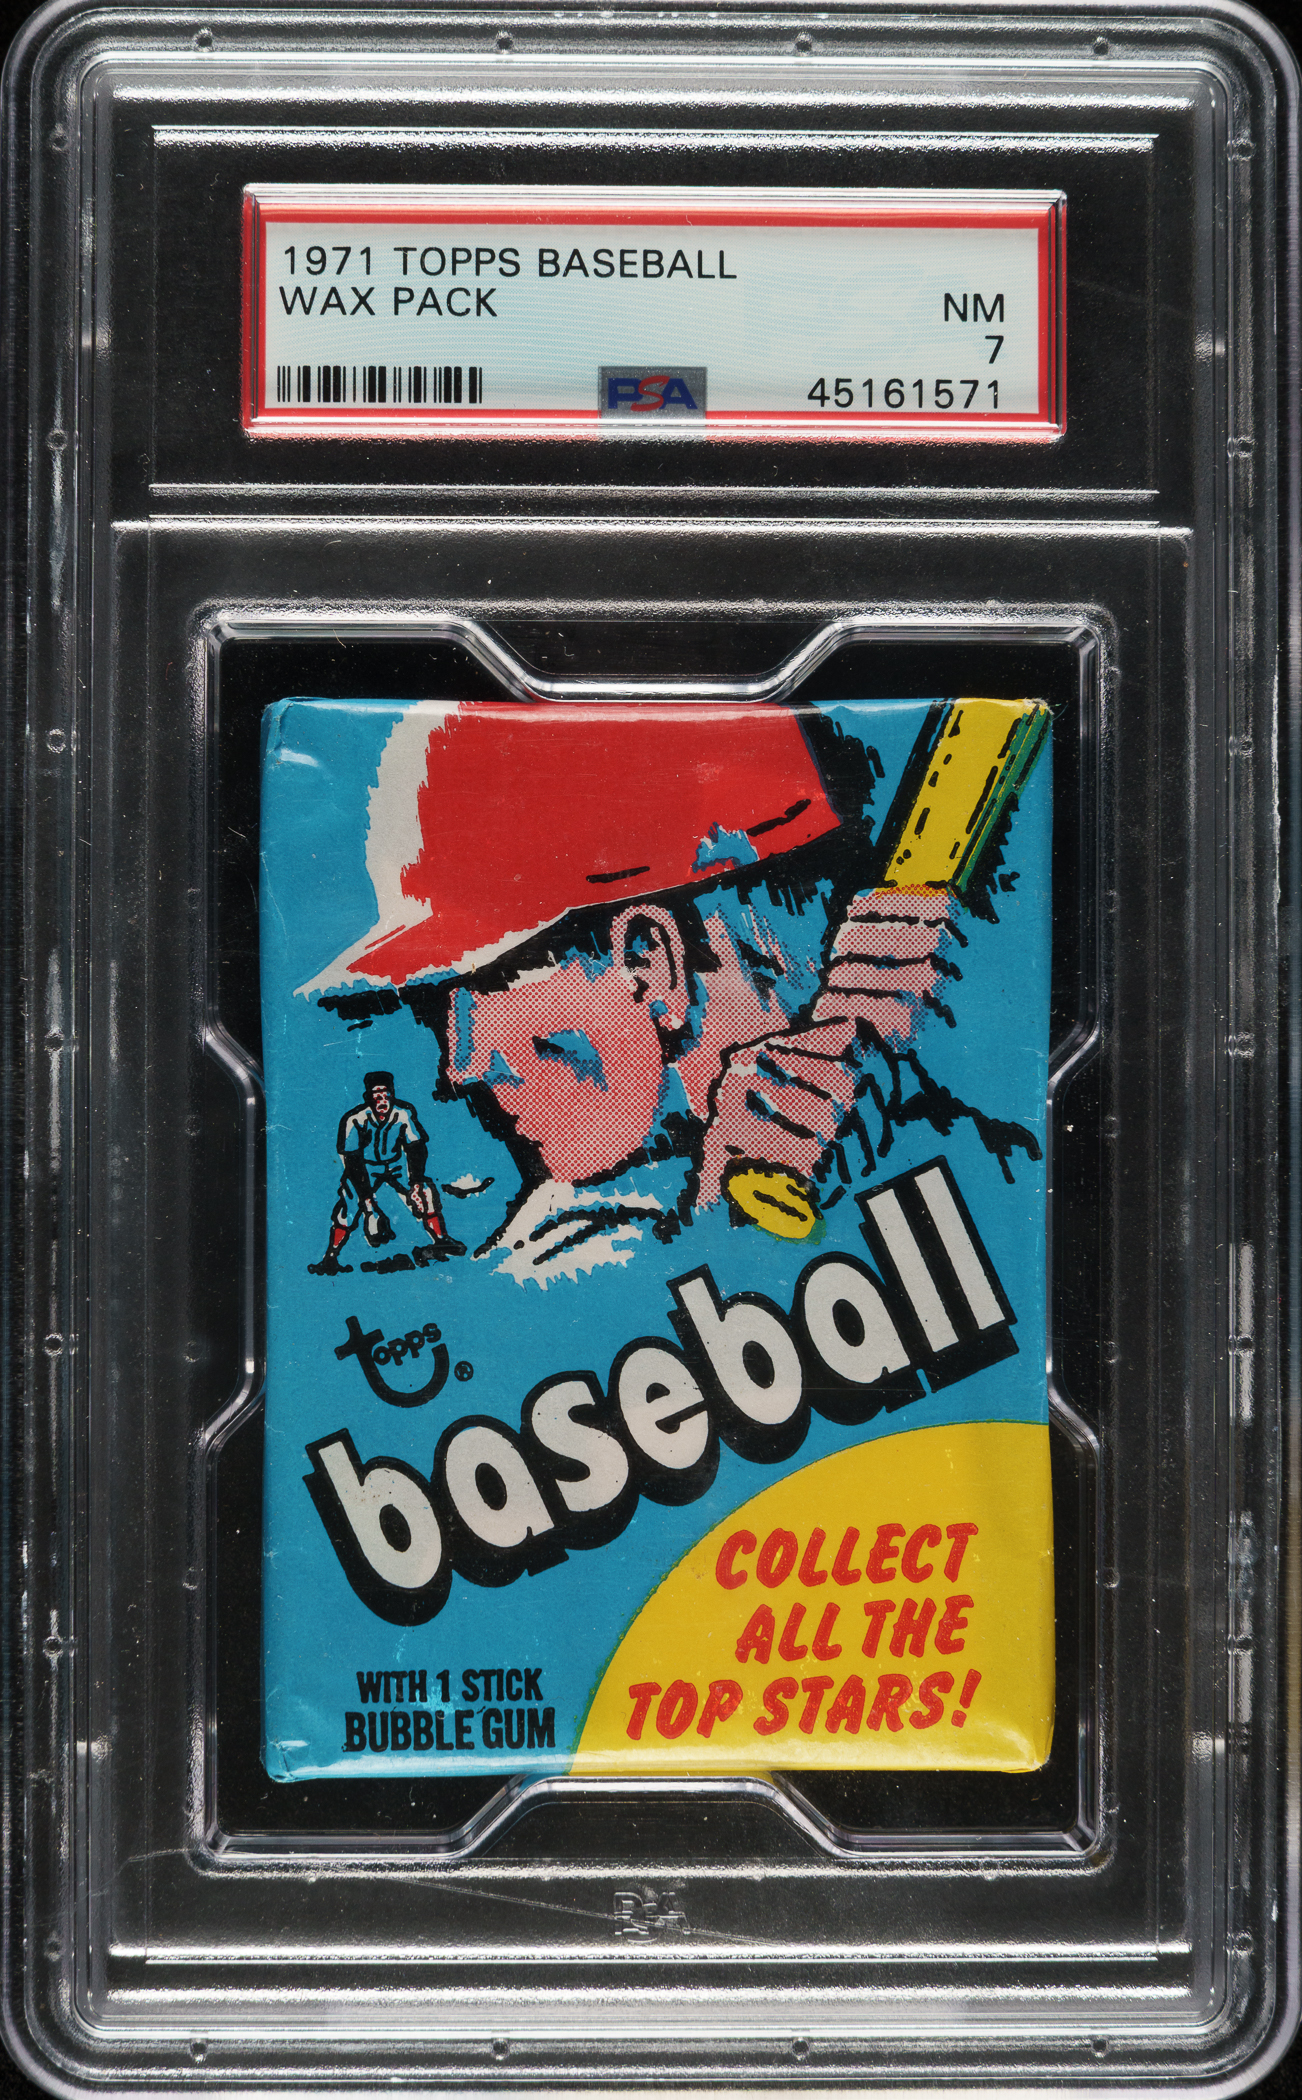 1971 TOPPS BASEBALL
WAX PACK
NM
7
PSA
45161571
topps®
baseball
COLLECT
ALL THE
TOP STARS!
WITH 1 STICK
BUBBLE GUM
PSA